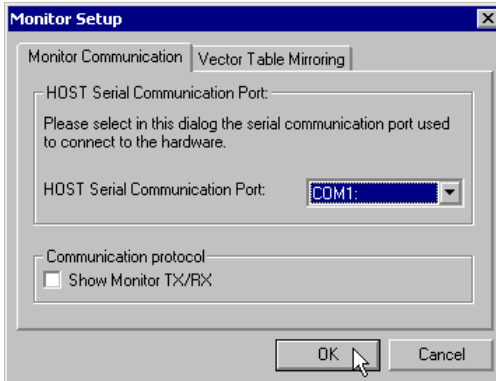 Monitor Setup
Monitor Communication
Vector Table Mirroring
HOST Serial Communication Port:
Please select in this dialog the serial communication port used
to connect to the hardware.
HOST Serial Communication Port:
COM1:
Communication protocol
Show Monitor TX/RX
OK
Cancel